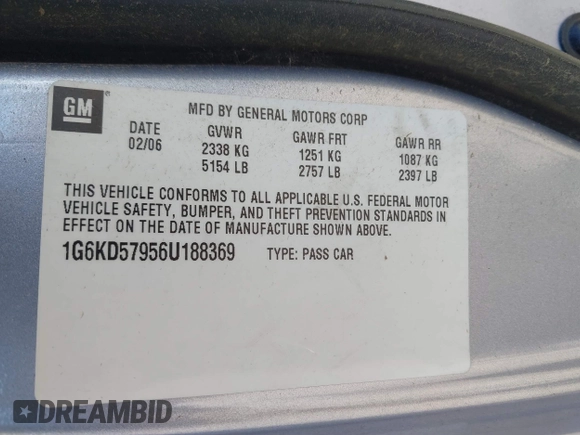 GM
MFD BY GENERAL MOTORS CORP
DATE GVWR GAWR FRT GAWR RR
02/06 2338 KG 1251 KG 1087 KG
5154 LB 2757 LB 2397 LB
THIS VEHICLE CONFORMS TO ALL APPLICABLE U.S. FEDERAL MOTOR
VEHICLE SAFETY, BUMPER, AND THEFT PREVENTION STANDARDS IN
EFFECT ON THE DATE OF MANUFACTURE SHOWN ABOVE.
1G6KD57956U188369 TYPE: PASS CAR
DREAMBID